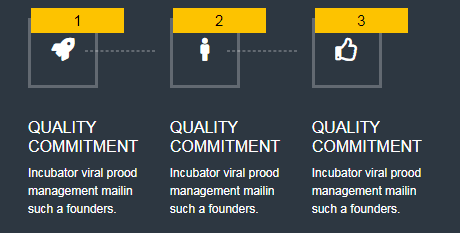 1
2
3
QUALITY
COMMITMENT
Incubator viral prood
management mailin
such a founders.
QUALITY
COMMITMENT
Incubator viral prood
management mailin
such a founders.
QUALITY
COMMITMENT
Incubator viral prood
management mailin
such a founders.